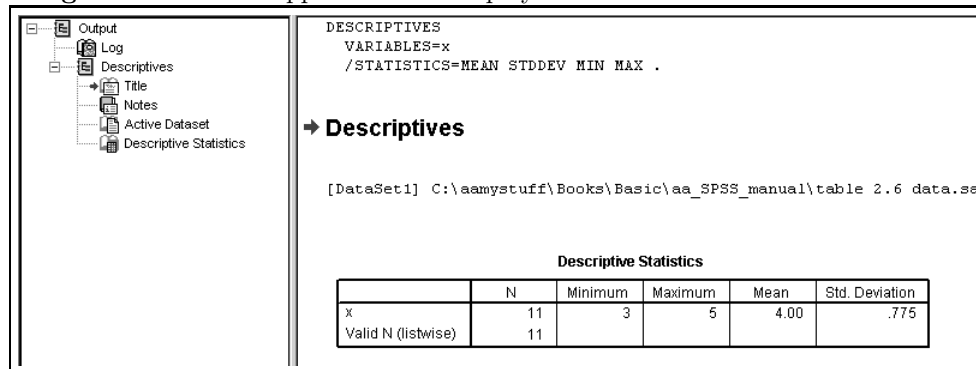 Output
Log
Descriptives
Title
Notes
Active Dataset
Descriptive Statistics
DESCRIPTIVES
VARIABLES=x
/STATISTICS=MEAN STDDEV MIN MAX .
Descriptives
[DataSet1] C:\aamystuff\Books\Basic\aa_SPSS_manual\table 2.6 data.sa
Descriptive Statistics
N Minimum Maximum Mean Std. Deviation
x 11 3 5 4.00 .775
Valid N (listwise) 11